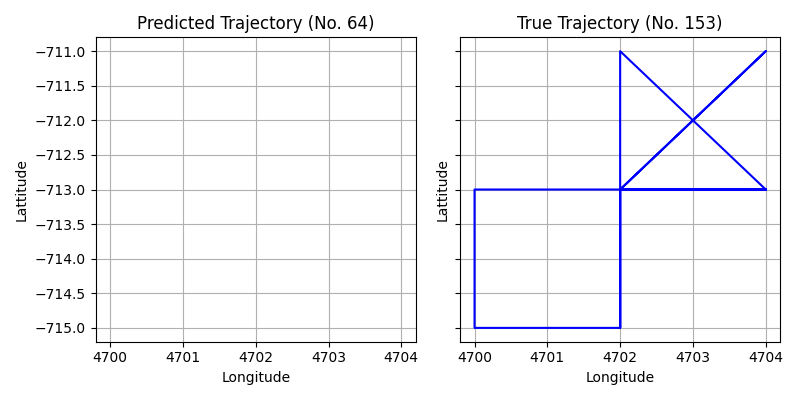 Predicted Trajectory (No. 64)
True Trajectory (No. 153)
−711.0
−711.5
−712.0
−712.5
−713.0
−713.5
−714.0
−714.5
−715.0
Lattitude
Lattitude
4700 4701 4702 4703 4704
4700 4701 4702 4703 4704
Longitude
Longitude